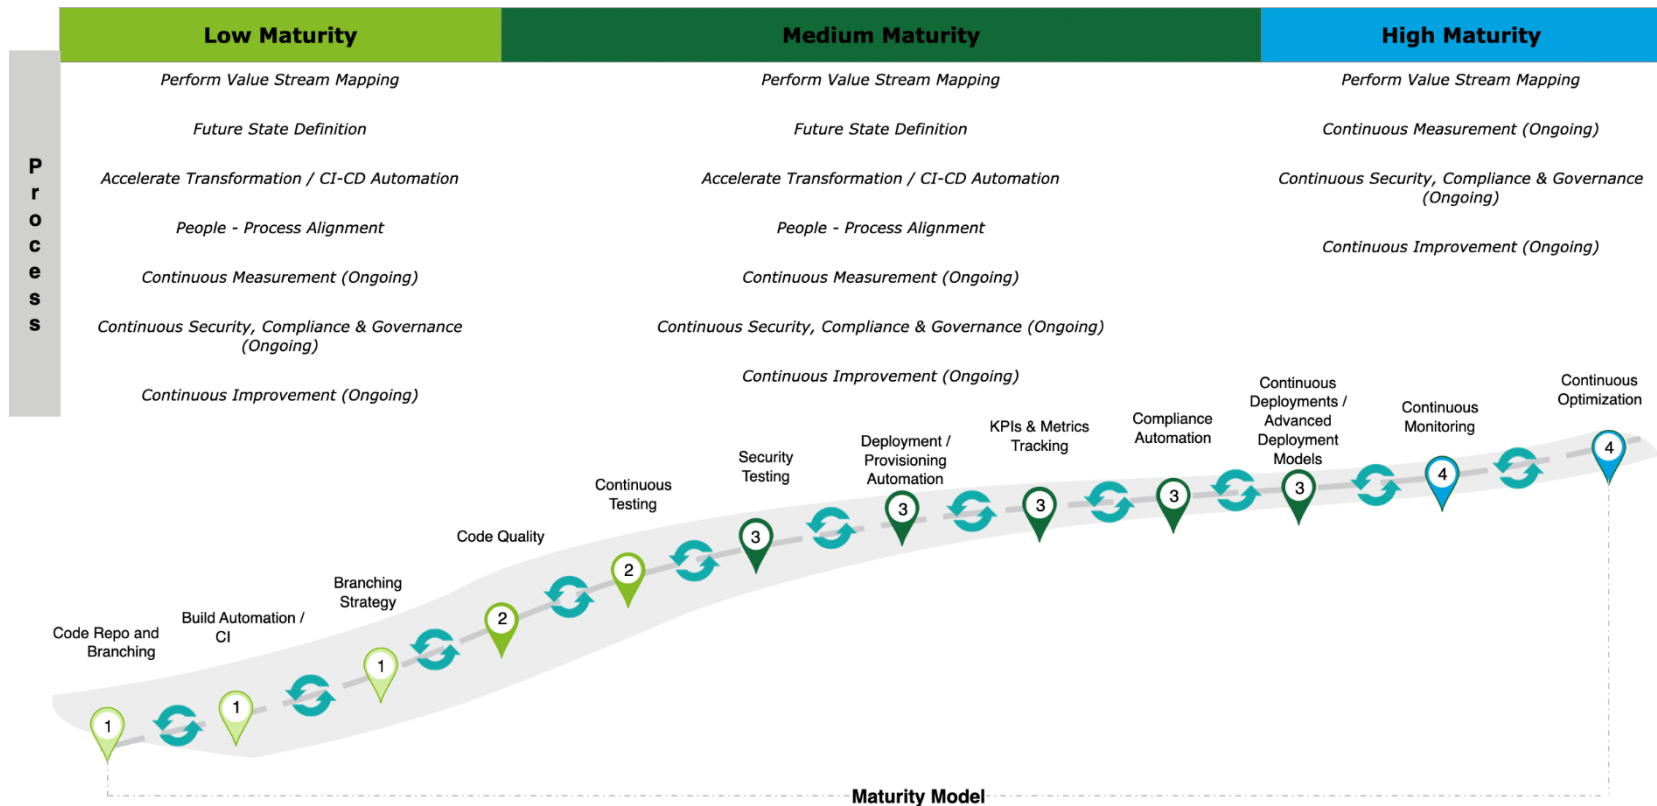 Low Maturity
Medium Maturity
High Maturity
Process
Perform Value Stream Mapping
Future State Definition
Accelerate Transformation / CI-CD Automation
People - Process Alignment
Continuous Measurement (Ongoing)
Continuous Security, Compliance & Governance
(Ongoing)
Continuous Improvement (Ongoing)
Perform Value Stream Mapping
Future State Definition
Accelerate Transformation / CI-CD Automation
People - Process Alignment
Continuous Measurement (Ongoing)
Continuous Security, Compliance & Governance (Ongoing)
Continuous Improvement (Ongoing)
Perform Value Stream Mapping
Continuous Measurement (Ongoing)
Continuous Security, Compliance & Governance
(Ongoing)
Continuous Improvement (Ongoing)
Code Repo and
Branching
1
Build Automation /
CI
1
Branching
Strategy
1
Code Quality
2
Continuous
Testing
2
Security
Testing
3
Deployment /
Provisioning
Automation
3
KPIs & Metrics
Tracking
3
Compliance
Automation
3
Continuous
Deployments /
Advanced
Deployment
Models
3
Continuous
Monitoring
4
Continuous
Optimization
4
Maturity Model